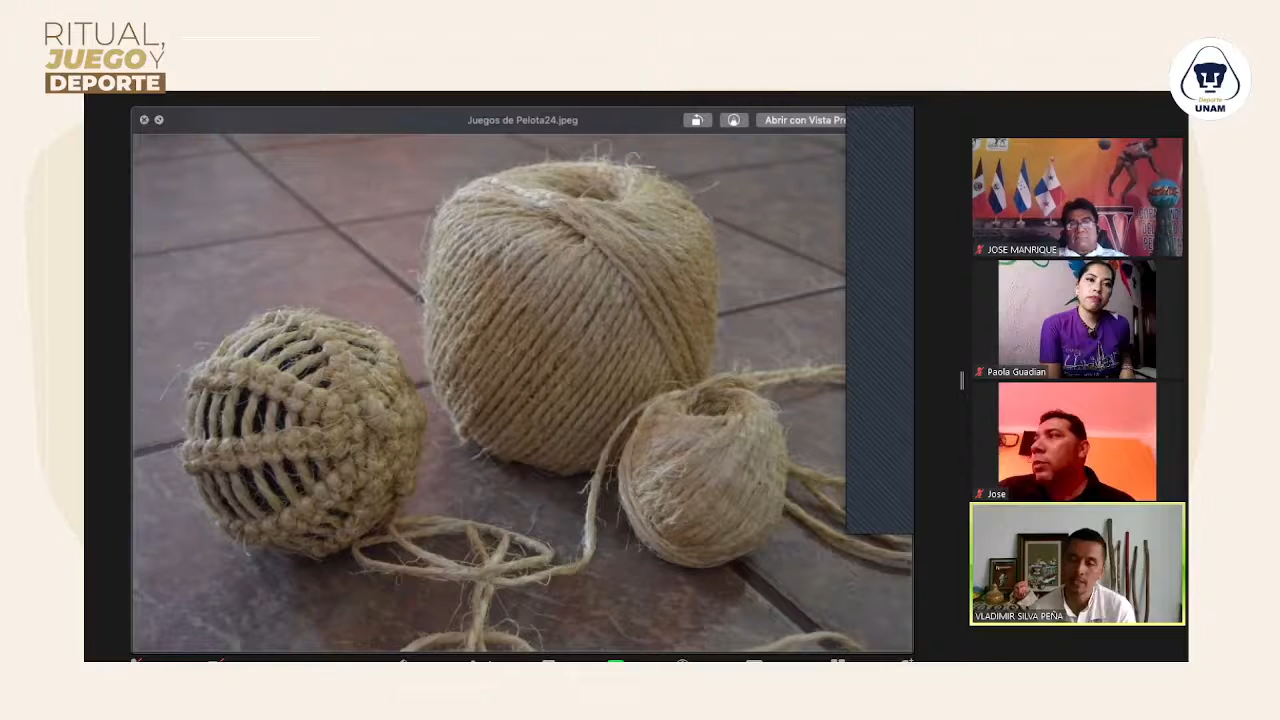 RITUAL,
JUEGO Y
DEPORTE
Deporte
UNAM
Juegos de Pelota24.jpeg
Abrir con Vista Pre
JOSE MANRIQUE
Paola Guadian
Jose
VLADIMIR SILVA PEÑA